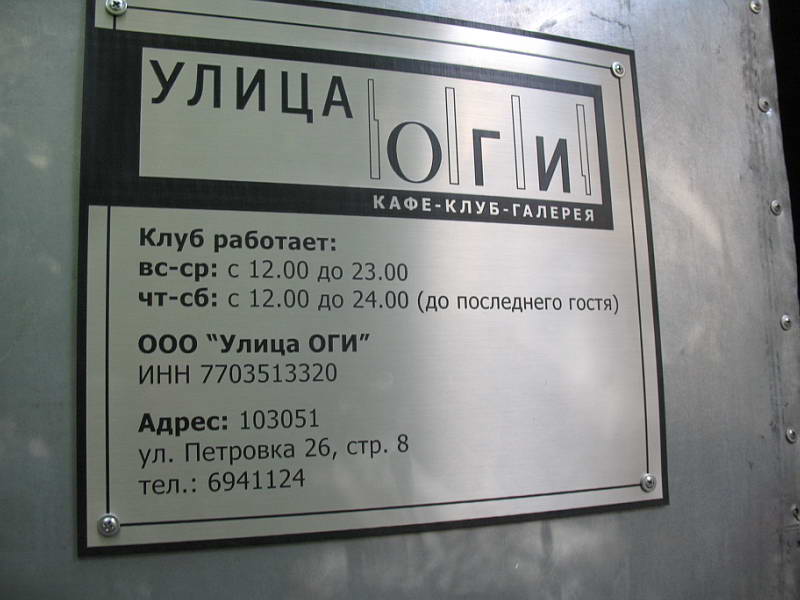 УЛИЦА ОГИ
КАФЕ-КЛУБ-ГАЛЕРЕЯ
Клуб работает:
вс-ср: с 12.00 до 23.00
чт-сб: с 12.00 до 24.00 (до последнего гостя)
ООО "Улица ОГИ"
ИНН 7703513320
Адрес: 103051
ул. Петровка 26, стр. 8
тел.: 6941124